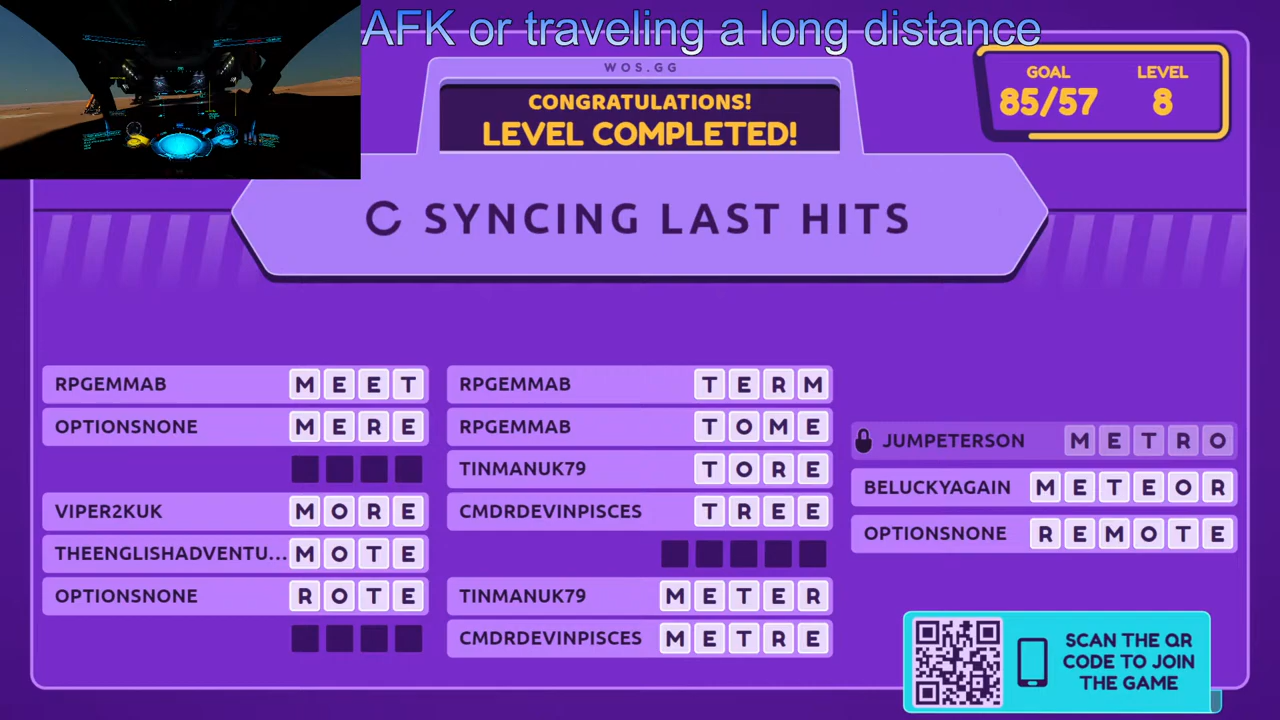 AFK or traveling a long distance
WOS.GG
CONGRATULATIONS!
LEVEL COMPLETED!
GOAL
85/57
LEVEL
8
SYNCING LAST HITS
RPGEMMAB MEET
OPTIONSNONE MERE
VIPER2KUK MORE
THEENGLISHADVENTU... MOTE
OPTIONSNONE ROTE
RPGEMMAB TERM
RPGEMMAB TOME
TINMANUK79 TORE
CMDRDEVINPISCES TREE
TINMANUK79 METER
CMDRDEVINPISCES METRE
JUMPETERSON METRO
BELUCKYAGAIN METEOR
OPTIONSNONE REMOTE
SCAN THE QR
CODE TO JOIN
THE GAME